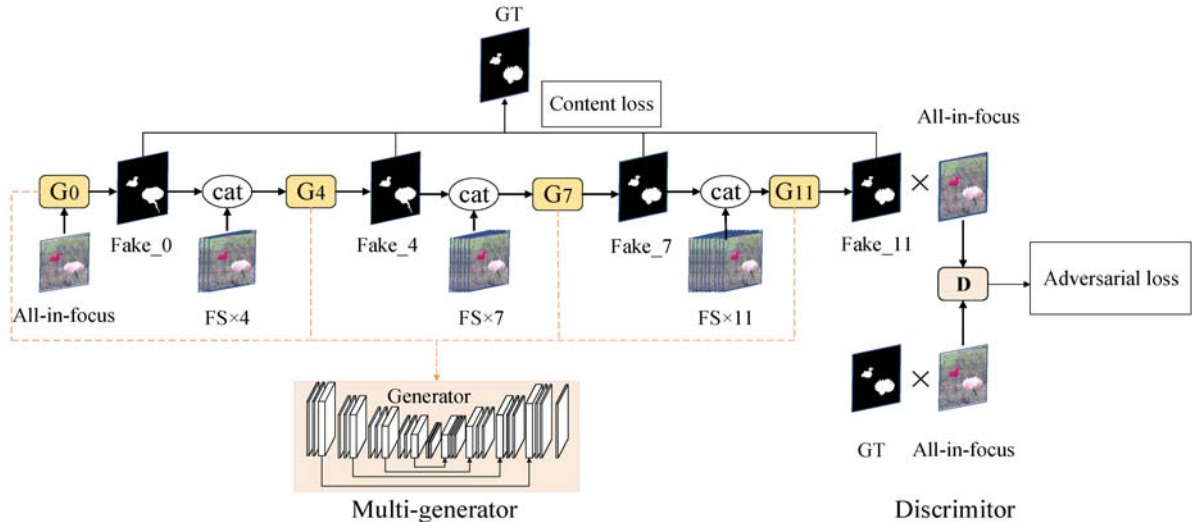 GT
Content loss
All-in-focus
G0
cat
G4
cat
G7
cat
G11
×
Fake_0
Fake_4
Fake_7
Fake_11
All-in-focus
FS×4
FS×7
FS×11
D
Adversarial loss
Generator
×
GT
All-in-focus
Multi-generator
Discrimitor